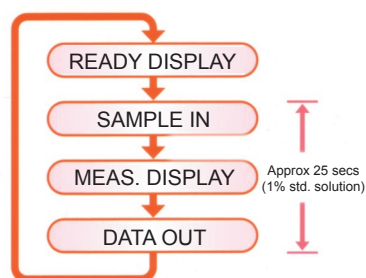 READY DISPLAY
SAMPLE IN
MEAS. DISPLAY
Approx 25 secs
(1% std. solution)
DATA OUT